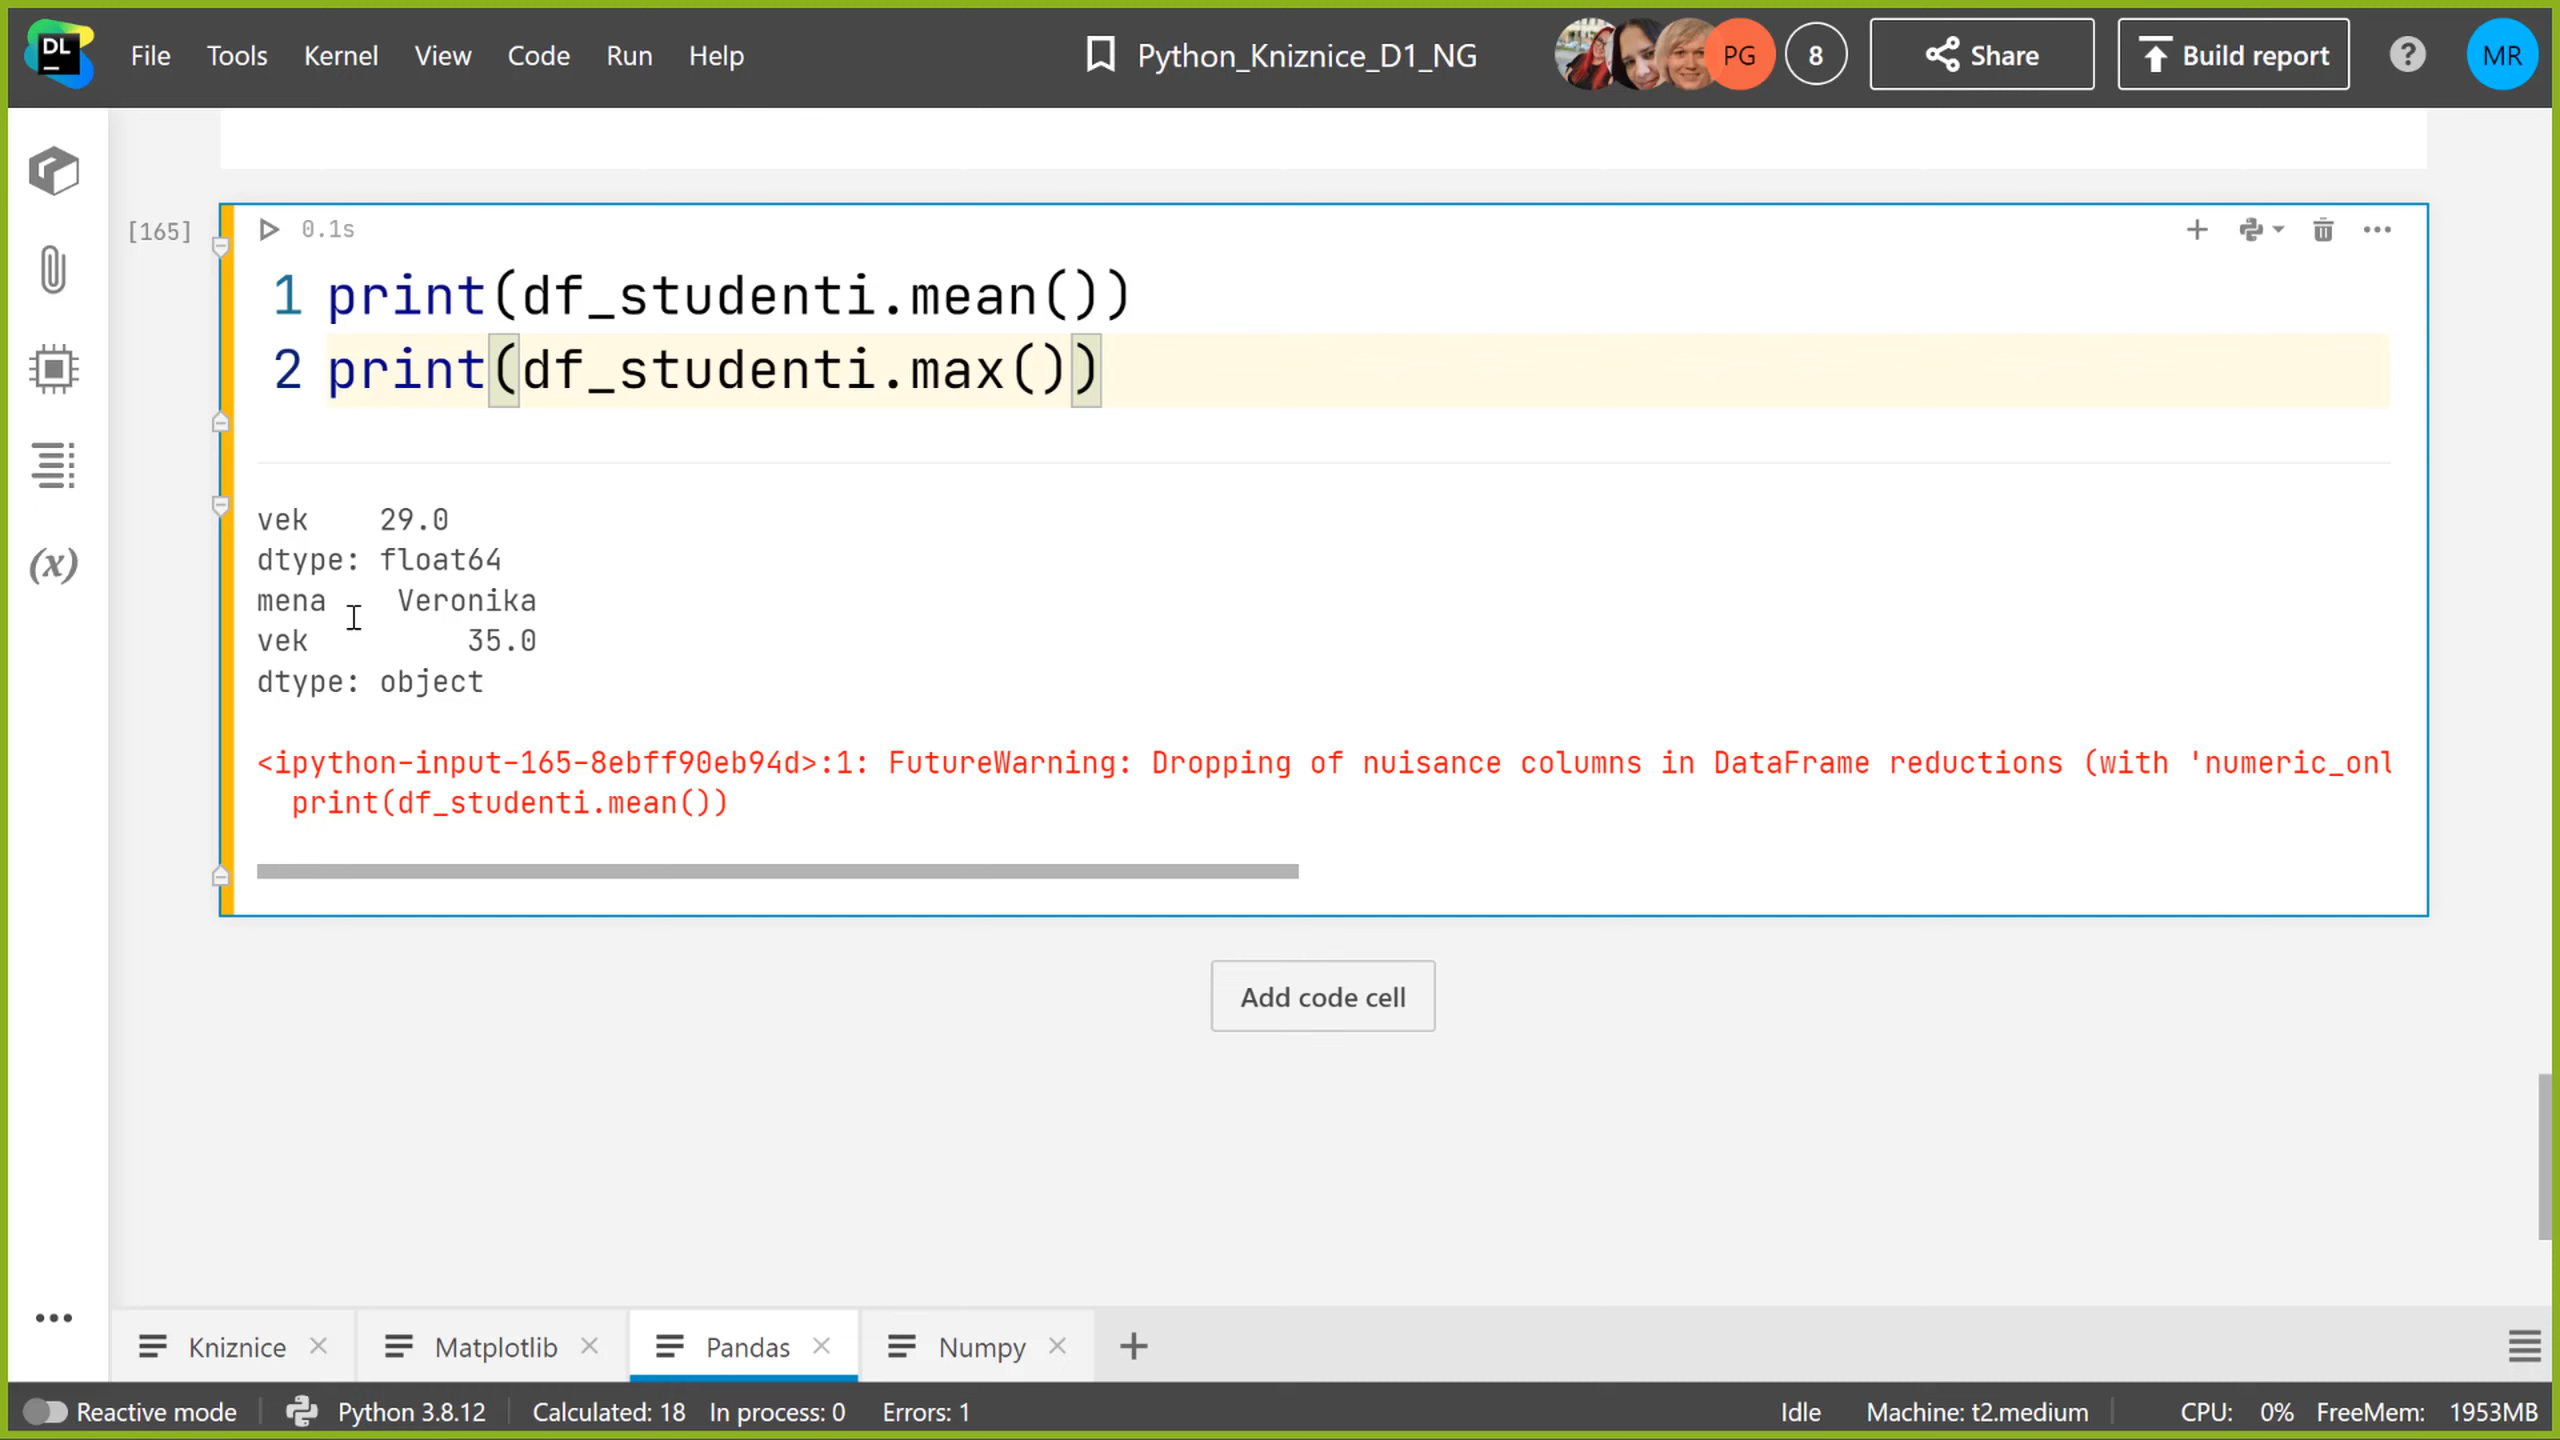 DL
File Tools Kernel View Code Run Help
Python_Kniznice_D1_NG
PG
8
Share
Build report
?
MR
[165]
0.1s
1 print(df_studenti.mean())
2 print(df_studenti.max())
vek 29.0
dtype: float64
mena Veronika
vek 35.0
dtype: object
<ipython-input-165-8ebff90eb94d>:1: FutureWarning: Dropping of nuisance columns in DataFrame reductions (with 'numeric_onl
print(df_studenti.mean())
(x)
Add code cell
Kniznice Matplotlib Pandas Numpy
Reactive mode Python 3.8.12 Calculated: 18 In process: 0 Errors: 1 Idle Machine: t2.medium CPU: 0% FreeMem: 1953MB